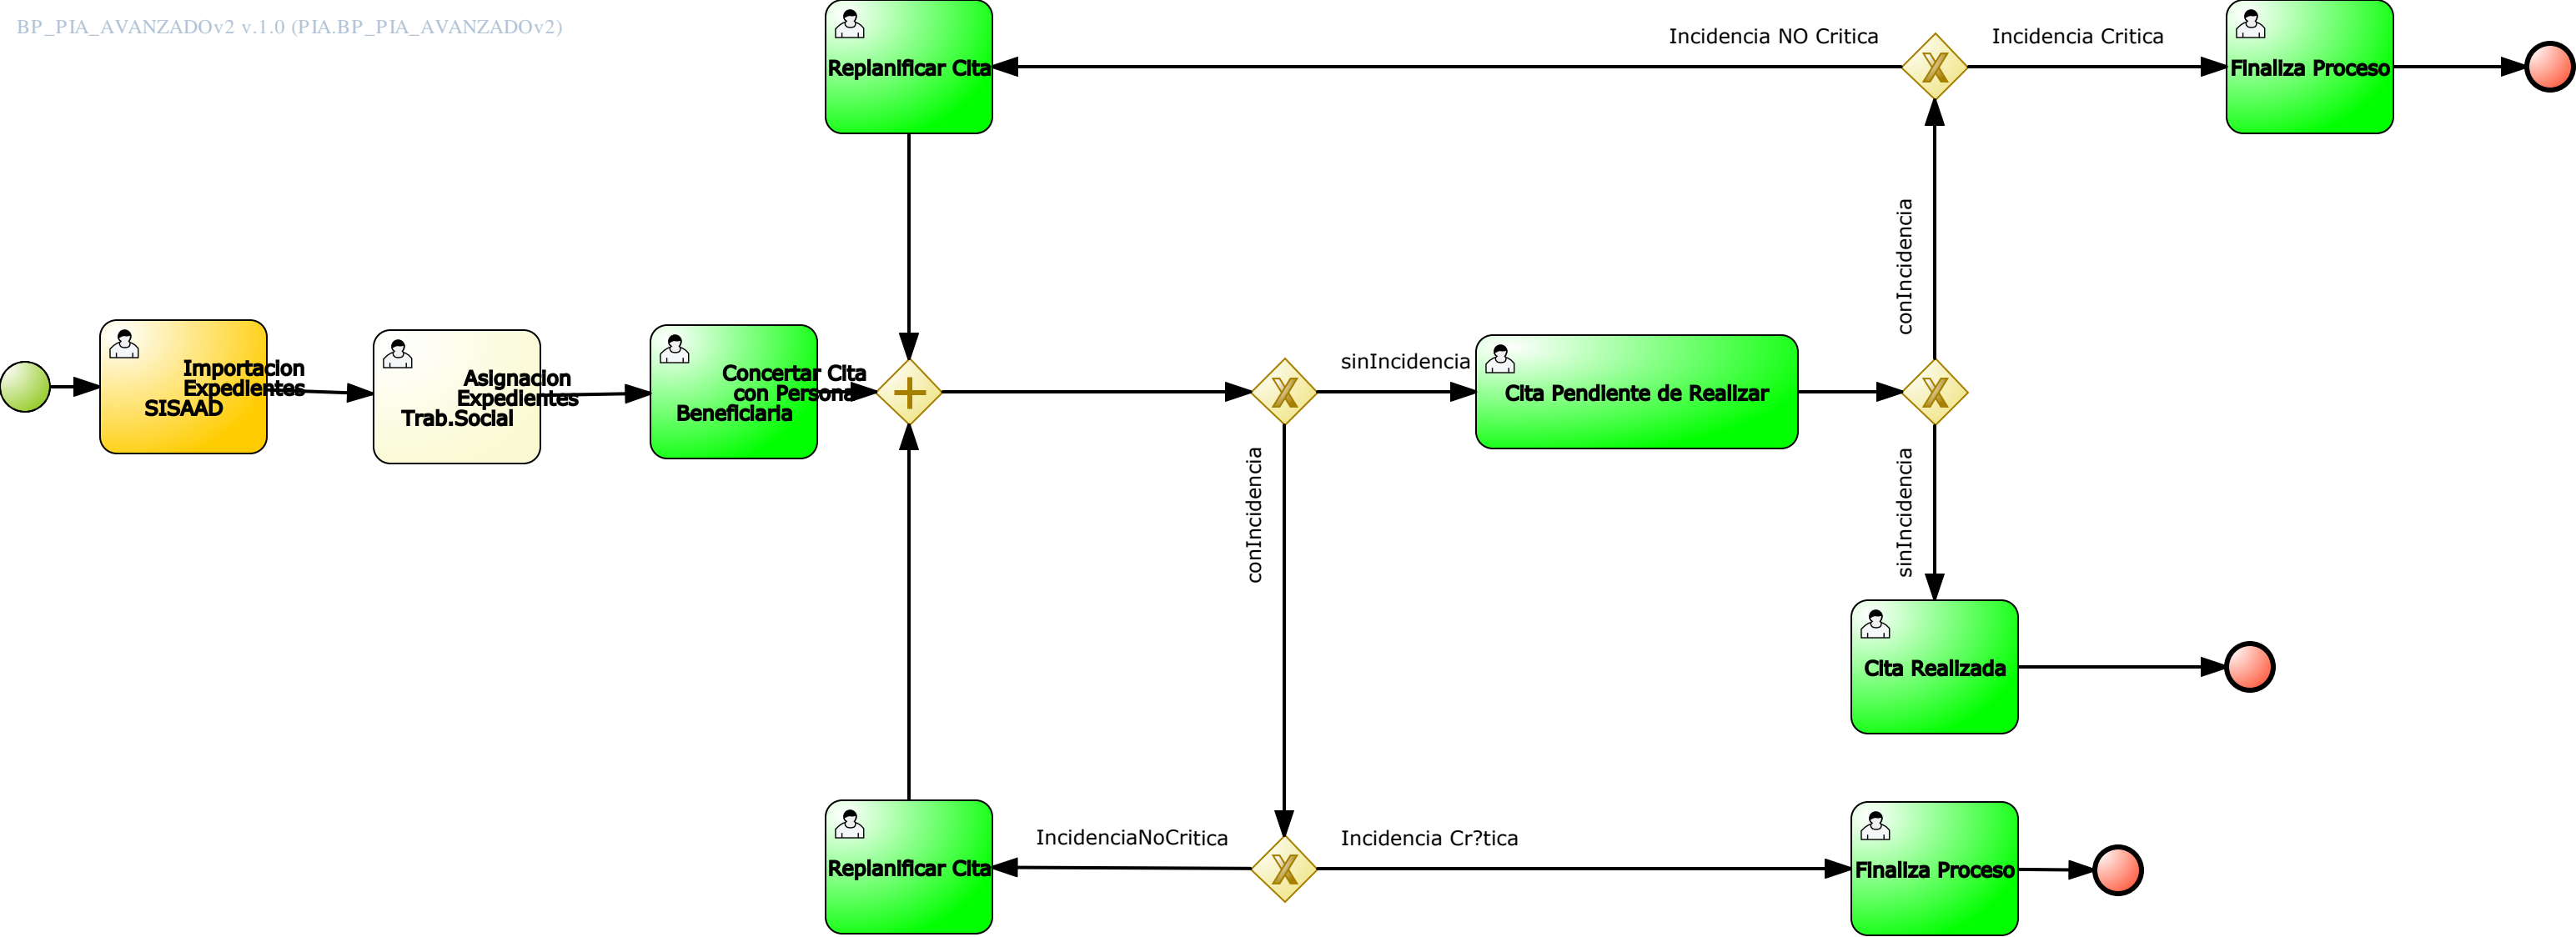 BP_PIA_AVANZADOv2 v.1.0 (PIA.BP_PIA_AVANZADOv2)
Replanificar Cita
Incidencia NO Critica
Incidencia Critica
Finaliza Proceso
conIncidencia
Importacion
Expedientes
SISAAD
Asignacion
Expedientes
Trab.Social
Concertar Cita
con Persona
Beneficiaria
sinIncidencia
Cita Pendiente de Realizar
conIncidencia
sinIncidencia
Cita Realizada
Replanificar Cita
IncidenciaNoCritica
Incidencia Cr?tica
Finaliza Proceso